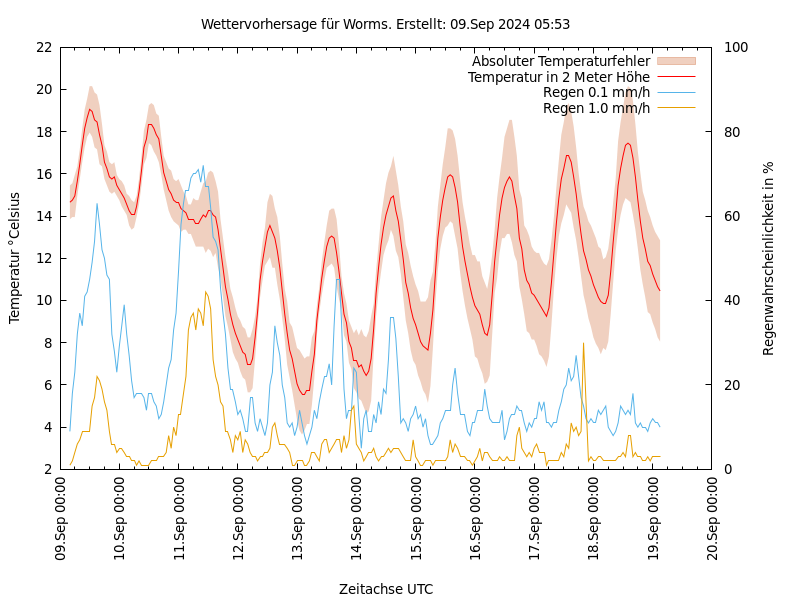 Wettervorhersage für Worms. Erstellt: 09.Sep 2024 05:53
Absoluter Temperaturfehler
Temperatur in 2 Meter Höhe
Regen 0.1 mm/h
Regen 1.0 mm/h
Temperatur °Celsius
22
20
18
16
14
12
10
8
6
4
2
100
80
60
40
20
0
Regenwahrscheinlichkeit in %
09.Sep 00:00
10.Sep 00:00
11.Sep 00:00
12.Sep 00:00
13.Sep 00:00
14.Sep 00:00
15.Sep 00:00
16.Sep 00:00
17.Sep 00:00
18.Sep 00:00
19.Sep 00:00
20.Sep 00:00
Zeitachse UTC